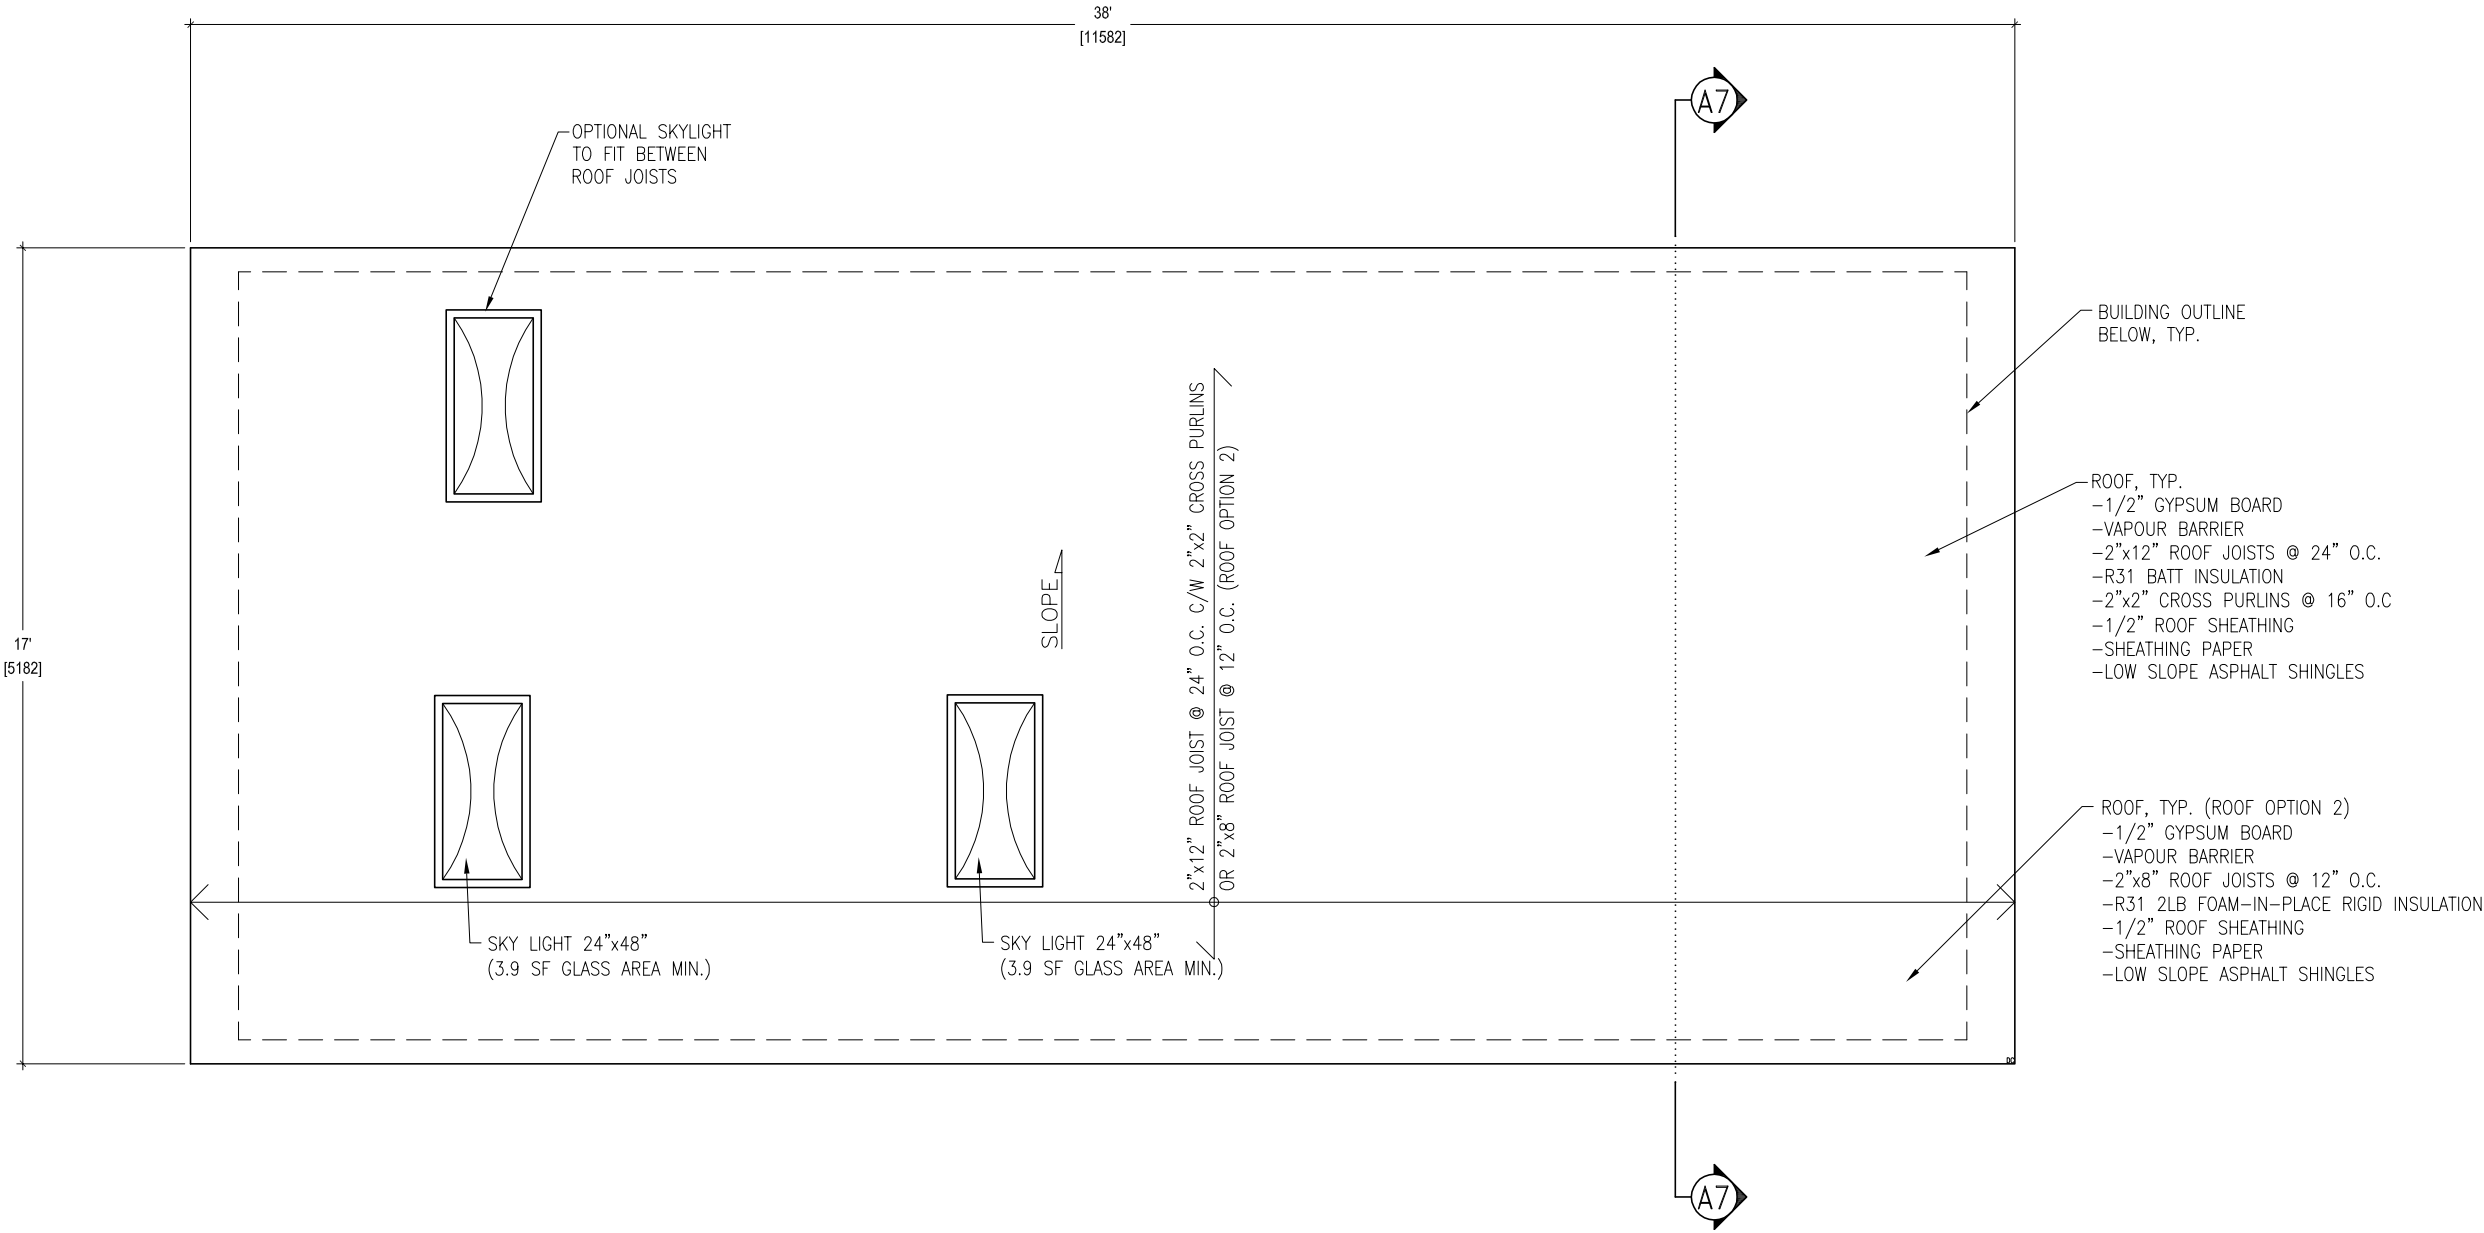 38'
[11582]
A7
OPTIONAL SKYLIGHT
TO FIT BETWEEN
ROOF JOISTS
BUILDING OUTLINE
BELOW, TYP.
17'
[5182]
SLOPE
2"x12" ROOF JOIST @ 24" O.C. C/W 2"x2" CROSS PURLINS
OR 2"x8" ROOF JOIST @ 12" O.C. (ROOF OPTION 2)
ROOF, TYP.
-1/2" GYPSUM BOARD
-VAPOUR BARRIER
-2"x12" ROOF JOISTS @ 24" O.C.
-R31 BATT INSULATION
-2"x2" CROSS PURLINS @ 16" O.C
-1/2" ROOF SHEATHING
-SHEATHING PAPER
-LOW SLOPE ASPHALT SHINGLES
ROOF, TYP. (ROOF OPTION 2)
-1/2" GYPSUM BOARD
-VAPOUR BARRIER
-2"x8" ROOF JOISTS @ 12" O.C.
-R31 2LB FOAM-IN-PLACE RIGID INSULATION
-1/2" ROOF SHEATHING
-SHEATHING PAPER
-LOW SLOPE ASPHALT SHINGLES
SKY LIGHT 24"x48"
(3.9 SF GLASS AREA MIN.)
SKY LIGHT 24"x48"
(3.9 SF GLASS AREA MIN.)
A7